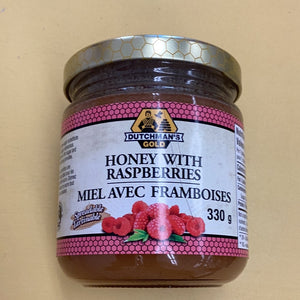 DUTCHMAN'S
GOLD
HONEY WITH
RASPBERRIES
MIEL AVEC FRAMBOISES
330 g